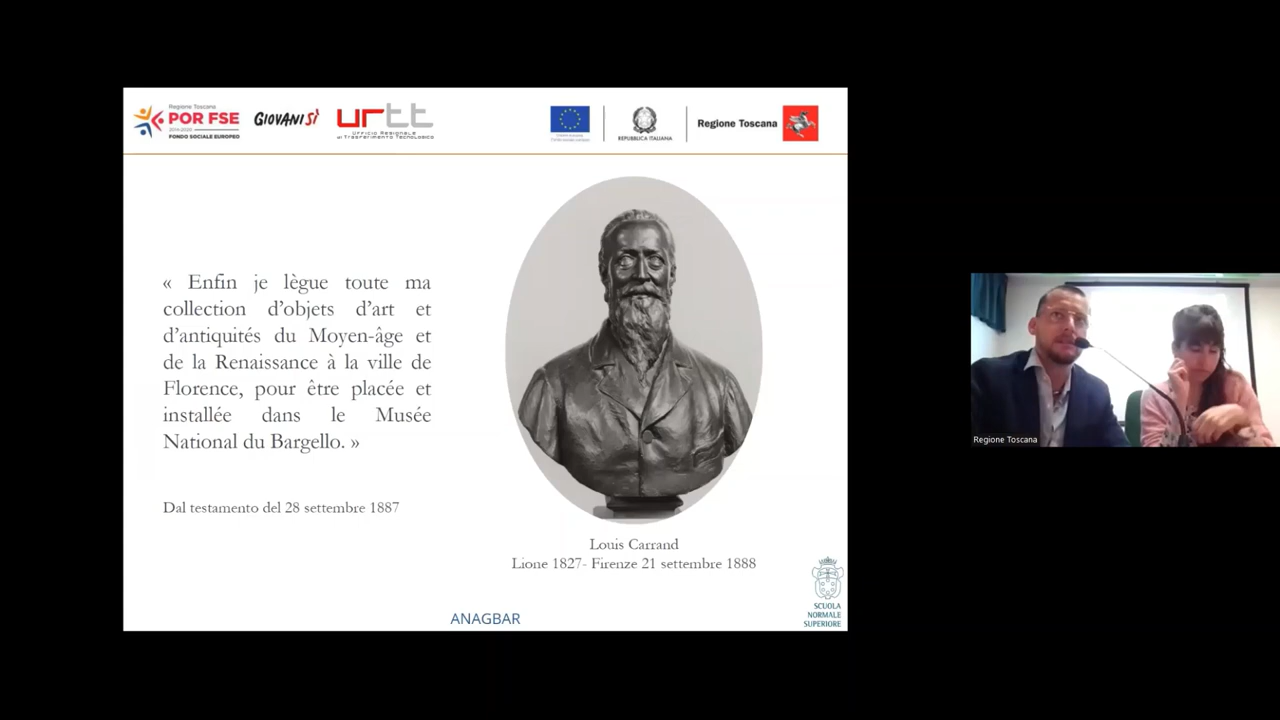 Regione Toscana
POR FSE
2014-2020
FONDO SOCIALE EUROPEO
GIOVANISÌ
urtt
Ufficio Regionale
di Trasferimento Tecnologico
REPUBBLICA ITALIANA
Regione Toscana
« Enfin je lègue toute ma
collection d'objets d'art et
d'antiquités du Moyen-âge et
de la Renaissance à la ville de
Florence, pour être placée et
installée dans le Musée
National du Bargello. »
Dal testamento del 28 settembre 1887
Louis Carrand
Lione 1827- Firenze 21 settembre 1888
ANAGBAR
SCUOLA
NORMALE
SUPERIORE
Regione Toscana